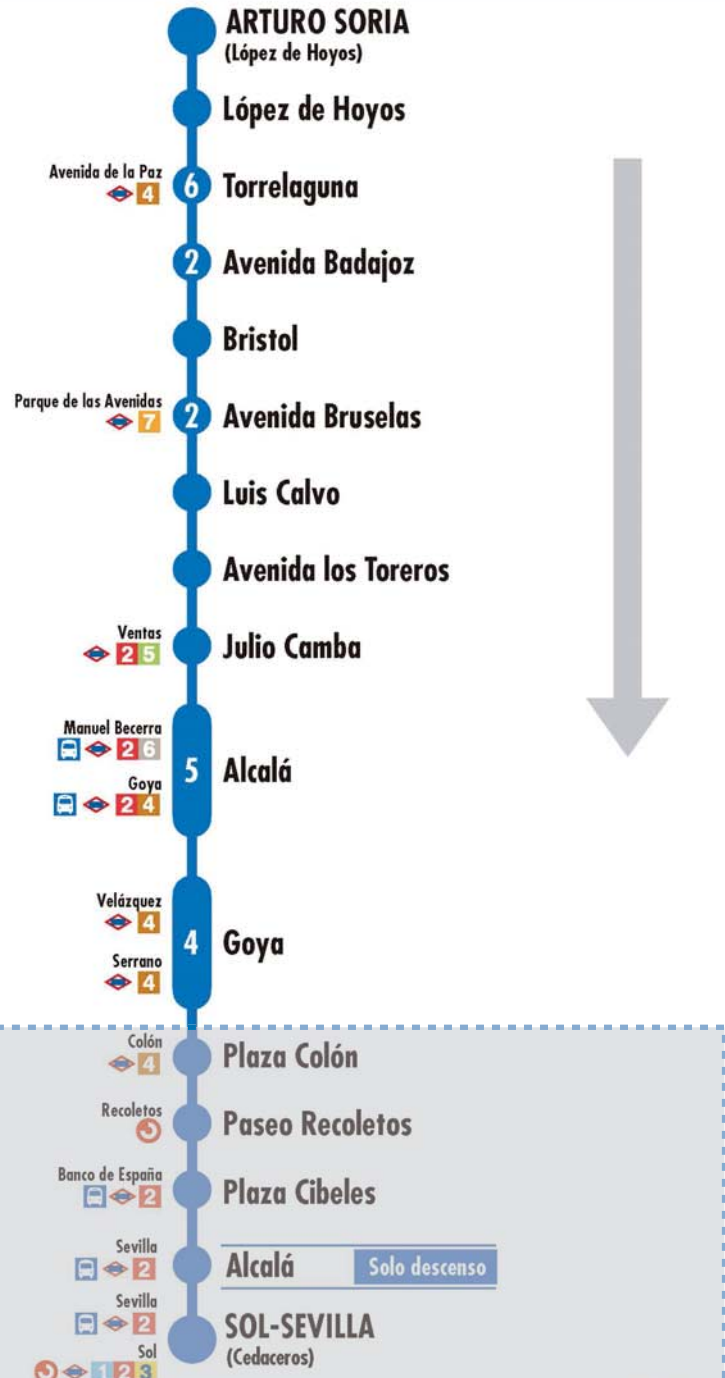 ARTURO SORIA
(López de Hoyos)
López de Hoyos
Avenida de la Paz
4
6
Torrelaguna
2
Avenida Badajoz
Bristol
Parque de las Avenidas
7
2
Avenida Bruselas
Luis Calvo
Avenida los Toreros
Ventas
2 5
Julio Camba
Manuel Becerra
2 6
Goya
2 4
5
Alcalá
Velázquez
4
Serrano
4
4
Goya
Colón
4
Plaza Colón
Recoletos
Paseo Recoletos
Banco de España
2
Plaza Cibeles
Sevilla
2
Alcalá
Solo descenso
Sevilla
2
SOL-SEVILLA
(Cedaceros)
Sol
1 2 3